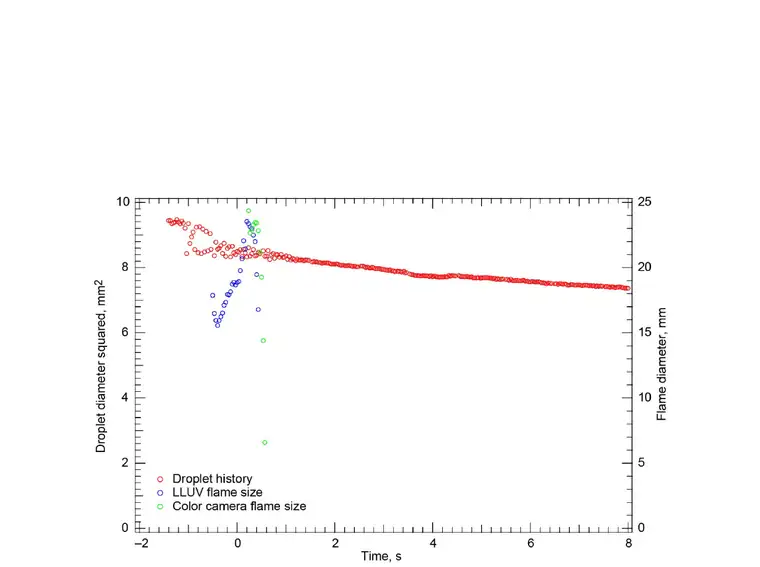 10
8
6
4
2
0
Droplet diameter squared, mm2
25
20
15
10
5
0
Flame diameter, mm
Droplet history
LLUV flame size
Color camera flame size
–2 0 2 4 6 8
Time, s